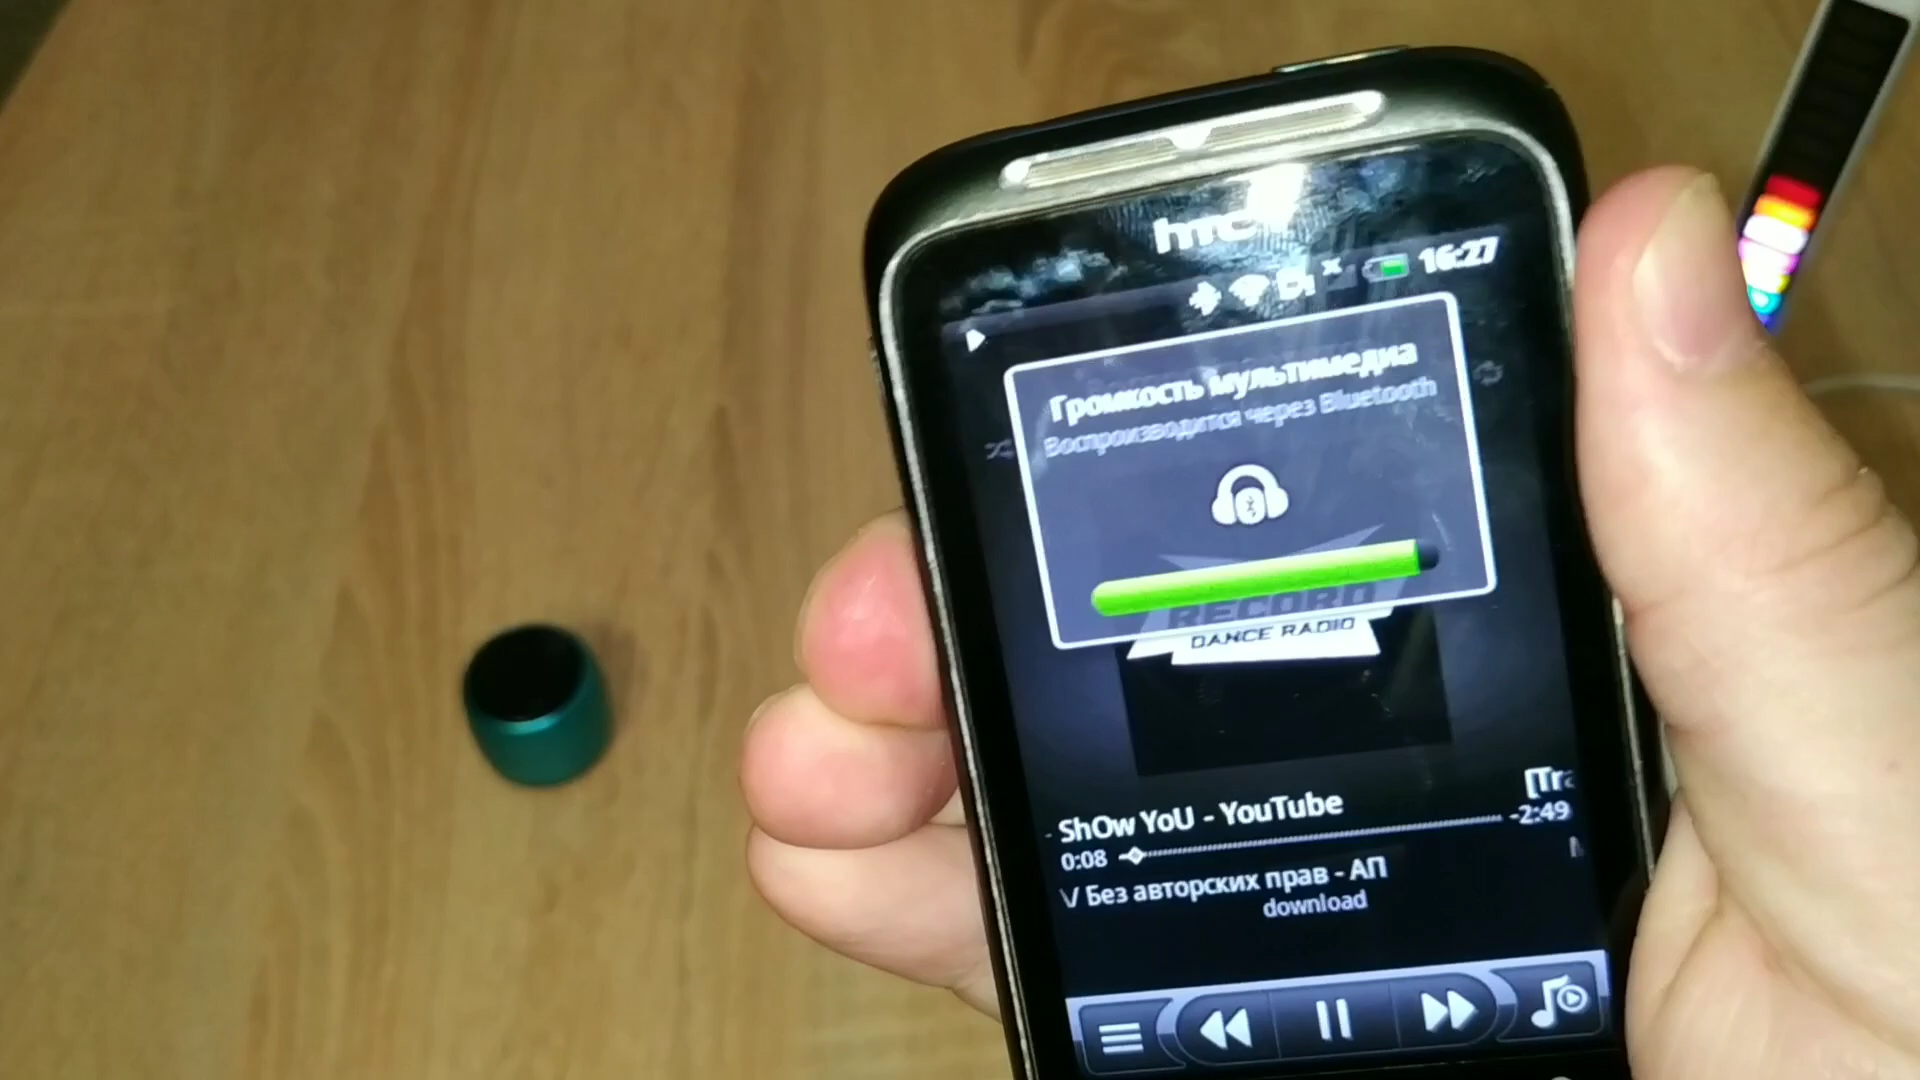 hTC
16:27
Громкость мультимедиа
Воспроизводится через Bluetooth
RECORD
DANCE RADIO
- ShOw YoU - YouTube
[Tra
0:08
-2:49
\/ Без авторских прав - АП
download